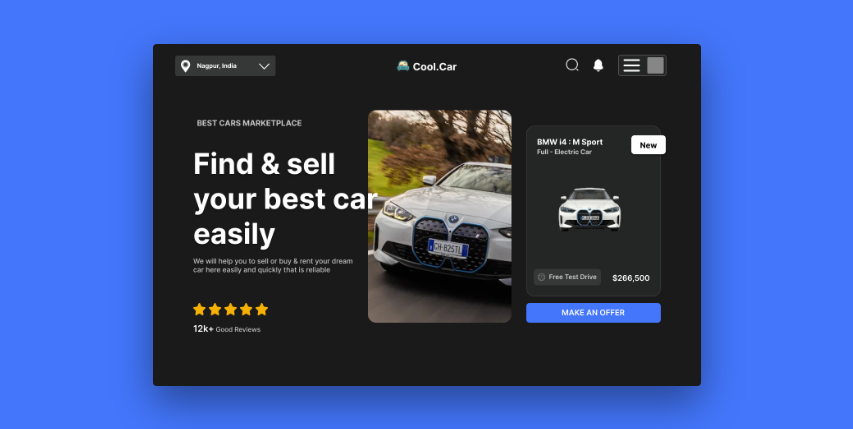 Nagpur, India
Cool.Car
BEST CARS MARKETPLACE
Find & sell
your best car
easily
We will help you to sell or buy & rent your dream
car here easily and quickly that is reliable
12k+ Good Reviews
BMW i4 : M Sport
Full - Electric Car
New
Free Test Drive
$266,500
MAKE AN OFFER